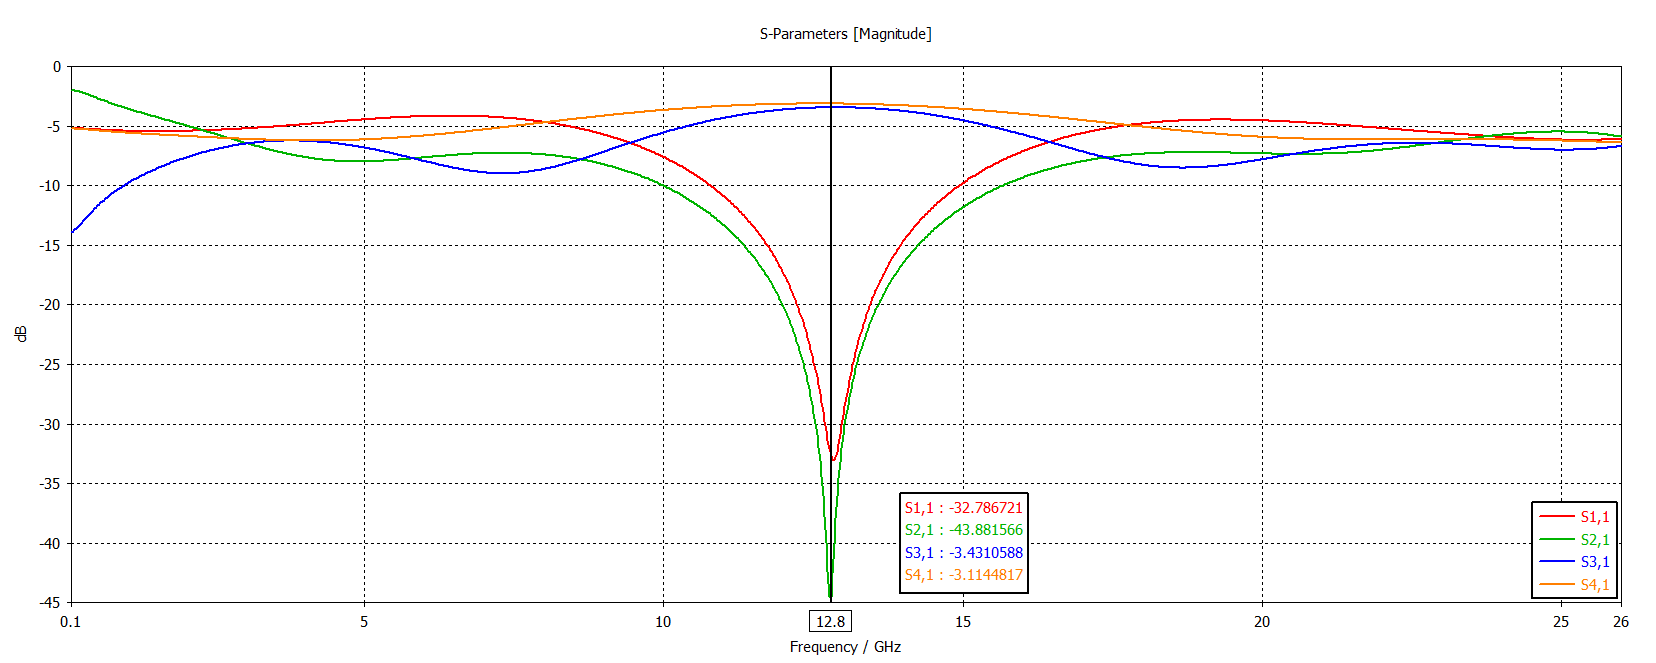 S-Parameters [Magnitude]
0
-5
-10
-15
-20
-25
-30
-35
-40
-45
dB
S1,1 : -32.786721
S2,1 : -43.881566
S3,1 : -3.4310588
S4,1 : -3.1144817
S1,1
S2,1
S3,1
S4,1
0.1 5 10 12.8 15 20 25 26
Frequency / GHz